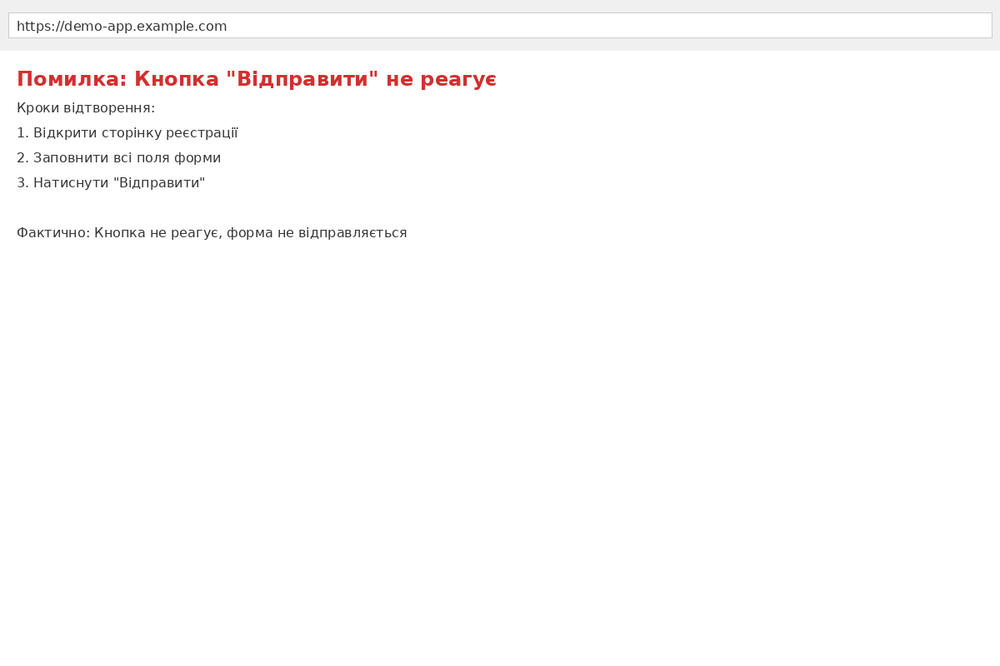 https://demo-app.example.com
Помилка: Кнопка "Відправити" не реагує
Кроки відтворення:
1. Відкрити сторінку реєстрації
2. Заповнити всі поля форми
3. Натиснути "Відправити"
Фактично: Кнопка не реагує, форма не відправляється